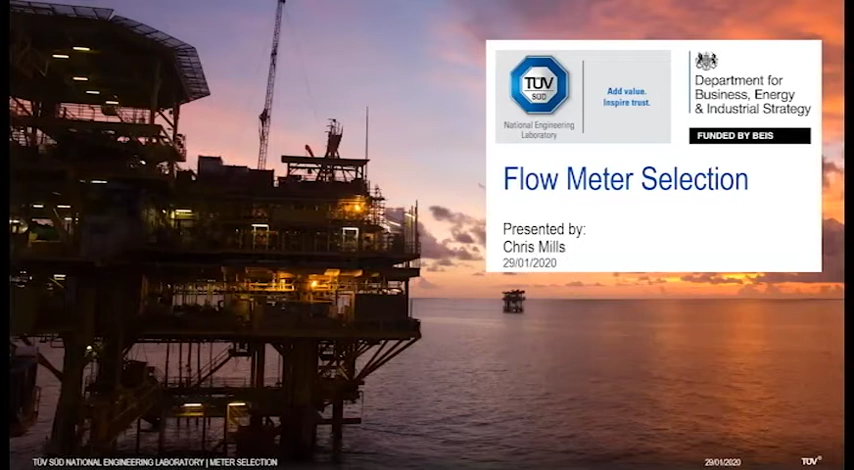 TÜV
SÜD
National Engineering
Laboratory
Add value.
Inspire trust.
Department for
Business, Energy
& Industrial Strategy
FUNDED BY BEIS
Flow Meter Selection
Presented by:
Chris Mills
29/01/2020
TÜV SÜD NATIONAL ENGINEERING LABORATORY | METER SELECTION
29/01/2020
TÜV®